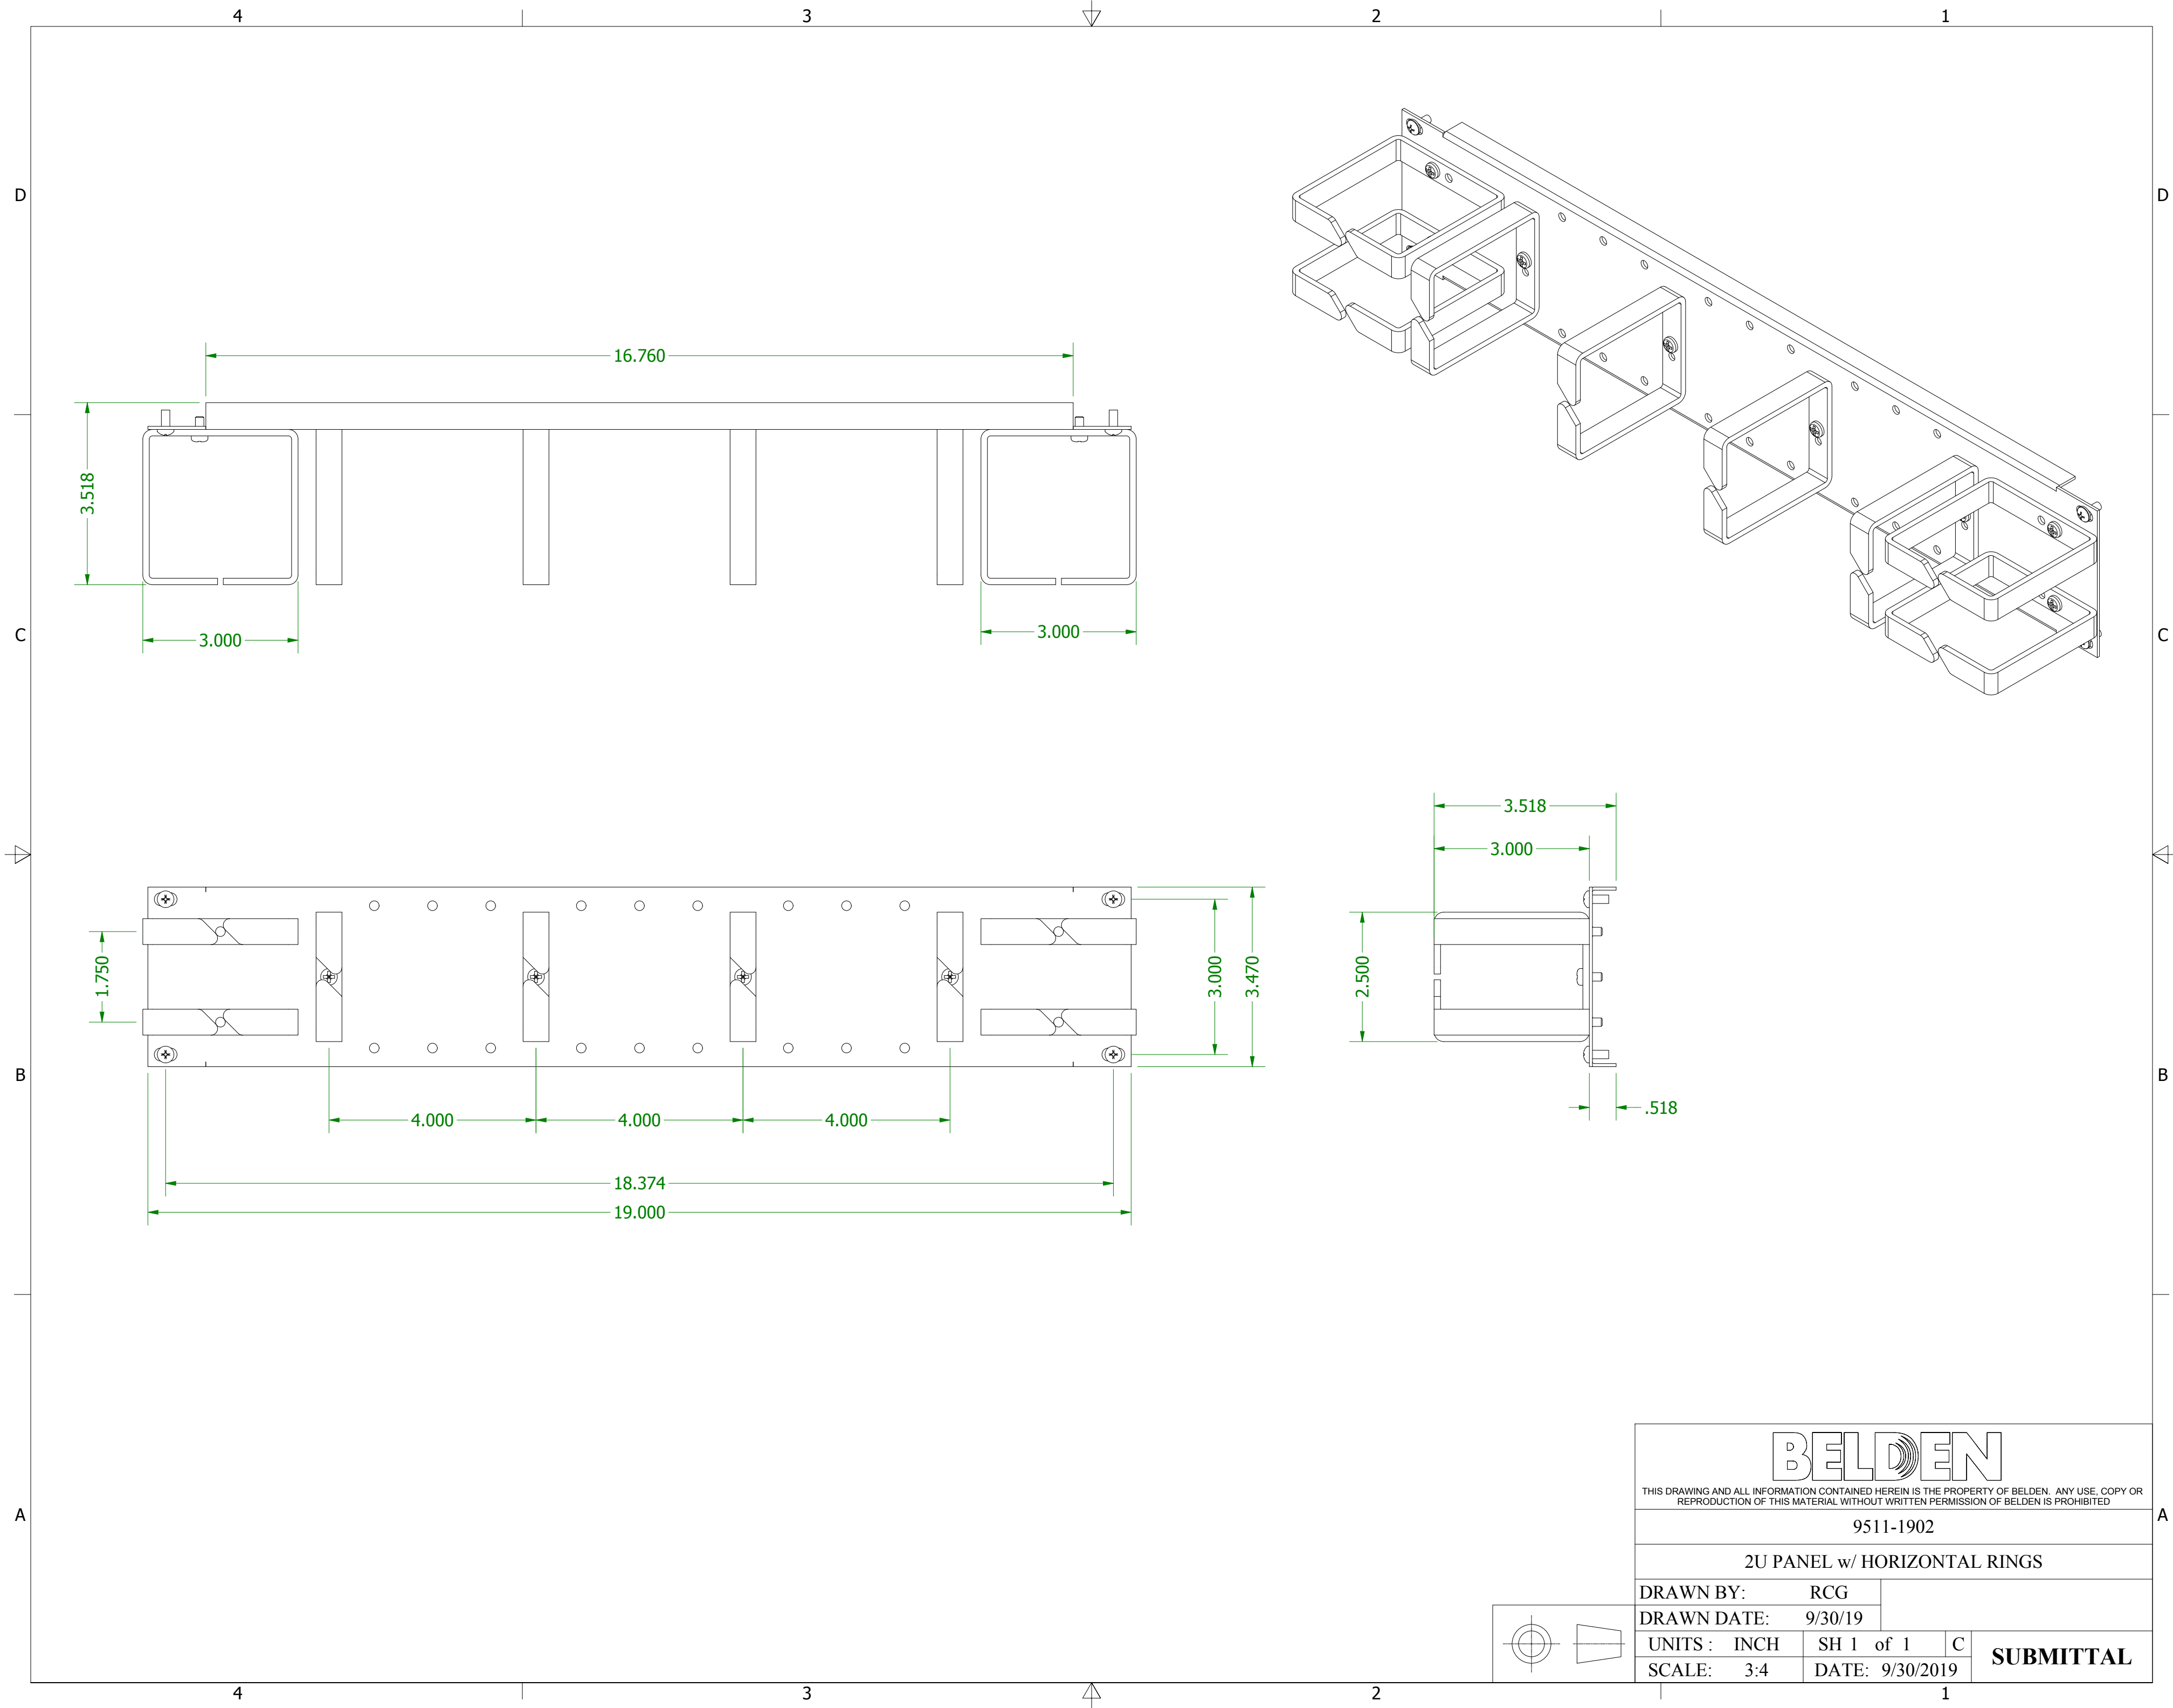 4 3 2 1
D D
16.760
3.518
C C
3.000 3.000
3.518
3.000
1.750
3.000
3.470
2.500
B B
4.000 4.000 4.000
.518
18.374
19.000
BELDEN
THIS DRAWING AND ALL INFORMATION CONTAINED HEREIN IS THE PROPERTY OF BELDEN. ANY USE, COPY OR
REPRODUCTION OF THIS MATERIAL WITHOUT WRITTEN PERMISSION OF BELDEN IS PROHIBITED
A A
9511-1902
2U PANEL w/ HORIZONTAL RINGS
DRAWN BY: RCG
DRAWN DATE: 9/30/19
UNITS : INCH SH 1 of 1 C
SUBMITTAL
SCALE: 3:4 DATE: 9/30/2019
4 3 2 1